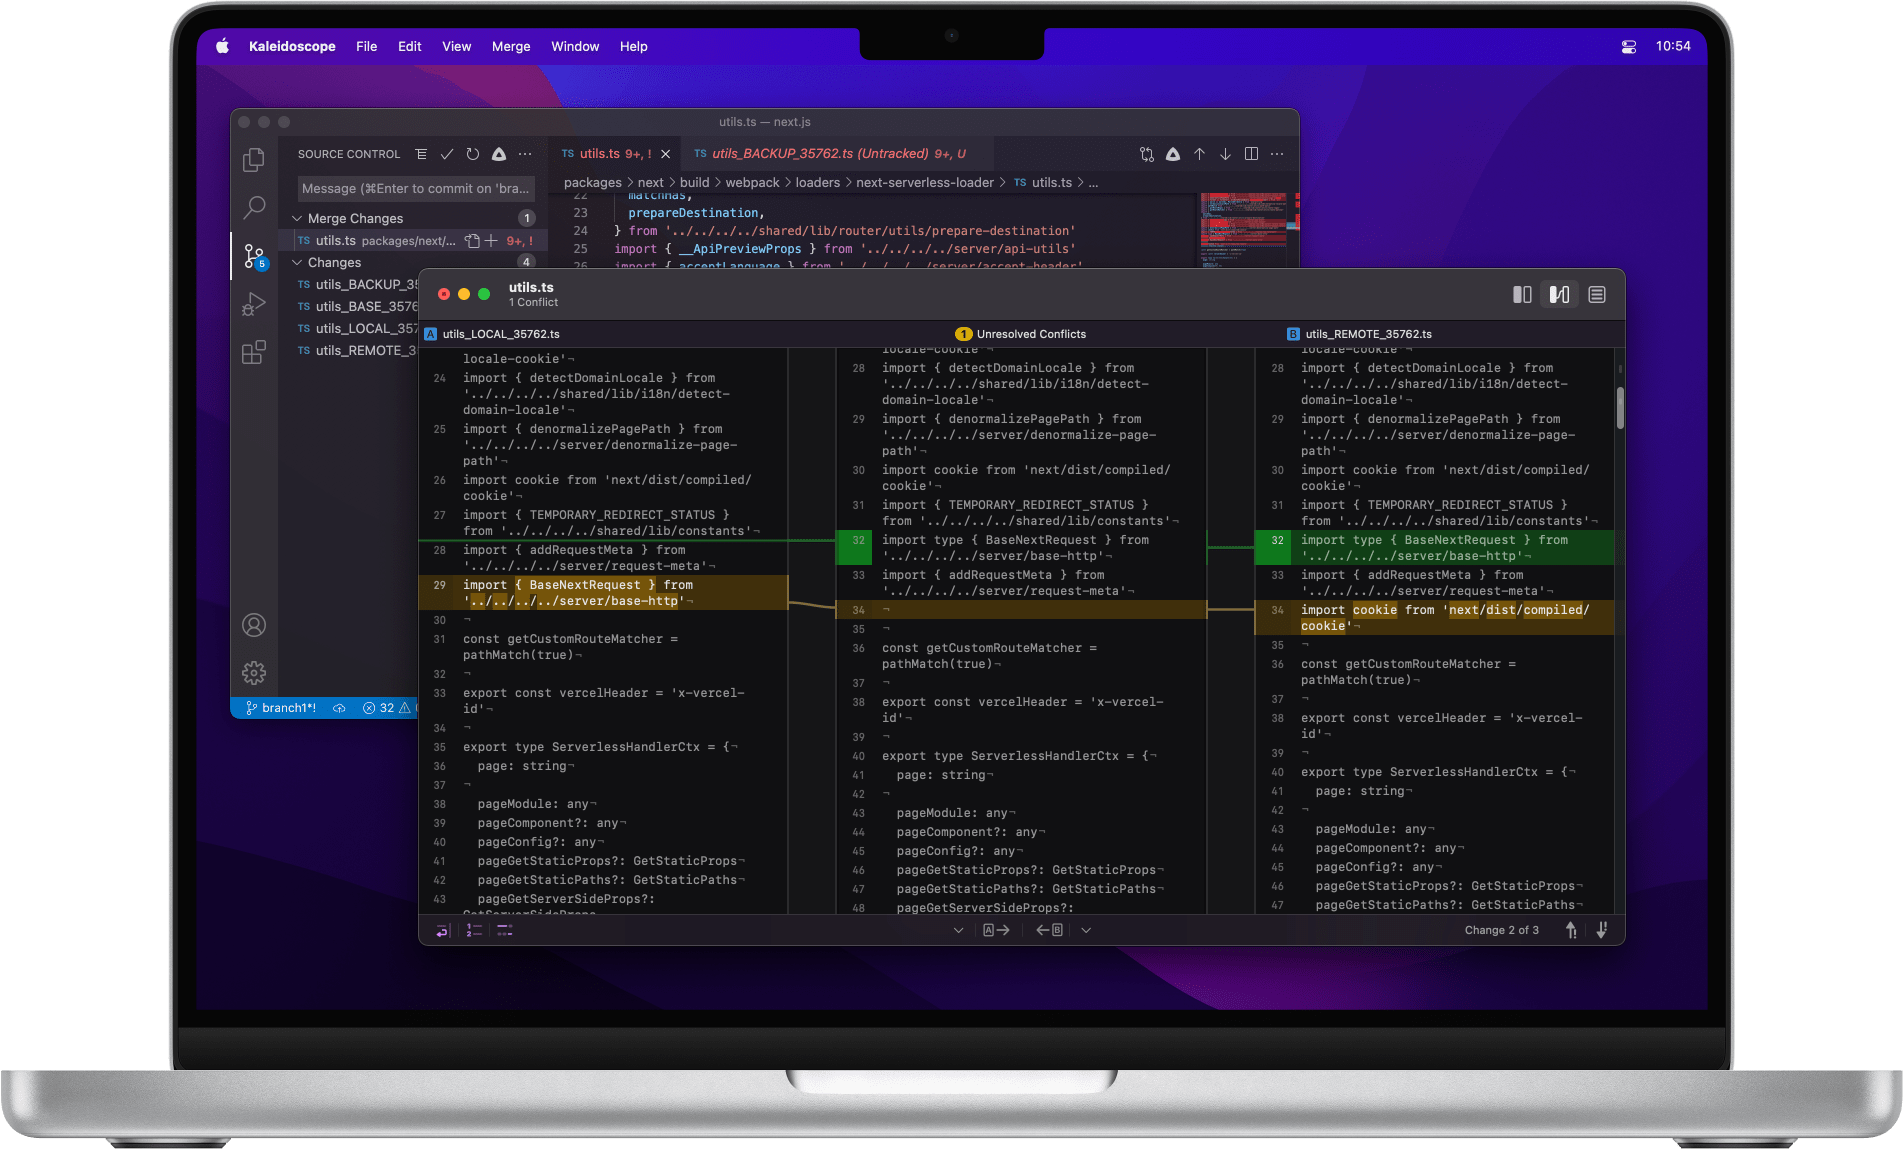 Kaleidoscope File Edit View Merge Window Help 10:54
utils.ts — next.js
SOURCE CONTROL
TS utils.ts 9+, !
TS utils_BACKUP_35762.ts (Untracked) 9+, U
Message (⌘Enter to commit on 'bra...
packages > next > build > webpack > loaders > next-serverless-loader > TS utils.ts > ...
Merge Changes 1
TS utils.ts packages/next/... 9+, !
Changes 4
TS utils_BACKUP_35
TS utils_BASE_3576
TS utils_LOCAL_357
TS utils_REMOTE_3
5
branch1*! 32
22 matchHas,
23 prepareDestination,
24 } from '../../../../shared/lib/router/utils/prepare-destination'
25 import { __ApiPreviewProps } from '../../../../server/api-utils'
26 import { acceptLanguage } from '../../../../server/accept-header'
utils.ts
1 Conflict
A utils_LOCAL_35762.ts
1 Unresolved Conflicts
B utils_REMOTE_35762.ts
locale-cookie'¬
24 import { detectDomainLocale } from
'../../../../shared/lib/i18n/detect-
domain-locale'¬
25 import { denormalizePagePath } from
'../../../../server/denormalize-page-
path'¬
26 import cookie from 'next/dist/compiled/
cookie'¬
27 import { TEMPORARY_REDIRECT_STATUS }
from '../../../../shared/lib/constants'¬
28 import { addRequestMeta } from
'../../../../server/request-meta'¬
29 import { BaseNextRequest } from
'../../../../server/base-http'¬
30 ¬
31 const getCustomRouteMatcher =
pathMatch(true)¬
32 ¬
33 export const vercelHeader = 'x-vercel-
id'¬
34 ¬
35 export type ServerlessHandlerCtx = {¬
36 page: string¬
37 ¬
38 pageModule: any¬
39 pageComponent?: any¬
40 pageConfig?: any¬
41 pageGetStaticProps?: GetStaticProps¬
42 pageGetStaticPaths?: GetStaticPaths¬
43 pageGetServerSideProps?:
GetServerSideProps
locale-cookie'¬
28 import { detectDomainLocale } from
'../../../../shared/lib/i18n/detect-
domain-locale'¬
29 import { denormalizePagePath } from
'../../../../server/denormalize-page-
path'¬
30 import cookie from 'next/dist/compiled/
cookie'¬
31 import { TEMPORARY_REDIRECT_STATUS }
from '../../../../shared/lib/constants'¬
32 import type { BaseNextRequest } from
'../../../../server/base-http'¬
33 import { addRequestMeta } from
'../../../../server/request-meta'¬
34 ¬
35 ¬
36 const getCustomRouteMatcher =
pathMatch(true)¬
37 ¬
38 export const vercelHeader = 'x-vercel-
id'¬
39 ¬
40 export type ServerlessHandlerCtx = {¬
41 page: string¬
42 ¬
43 pageModule: any¬
44 pageComponent?: any¬
45 pageConfig?: any¬
46 pageGetStaticProps?: GetStaticProps¬
47 pageGetStaticPaths?: GetStaticPaths¬
48 pageGetServerSideProps?:
locale-cookie'¬
28 import { detectDomainLocale } from
'../../../../shared/lib/i18n/detect-
domain-locale'¬
29 import { denormalizePagePath } from
'../../../../server/denormalize-page-
path'¬
30 import cookie from 'next/dist/compiled/
cookie'¬
31 import { TEMPORARY_REDIRECT_STATUS }
from '../../../../shared/lib/constants'¬
32 import type { BaseNextRequest } from
'../../../../server/base-http'¬
33 import { addRequestMeta } from
'../../../../server/request-meta'¬
34 import cookie from 'next/dist/compiled/
cookie'¬
35 ¬
36 const getCustomRouteMatcher =
pathMatch(true)¬
37 ¬
38 export const vercelHeader = 'x-vercel-
id'¬
39 ¬
40 export type ServerlessHandlerCtx = {¬
41 page: string¬
42 ¬
43 pageModule: any¬
44 pageComponent?: any¬
45 pageConfig?: any¬
46 pageGetStaticProps?: GetStaticProps¬
47 pageGetStaticPaths?: GetStaticPaths¬
A B
Change 2 of 3